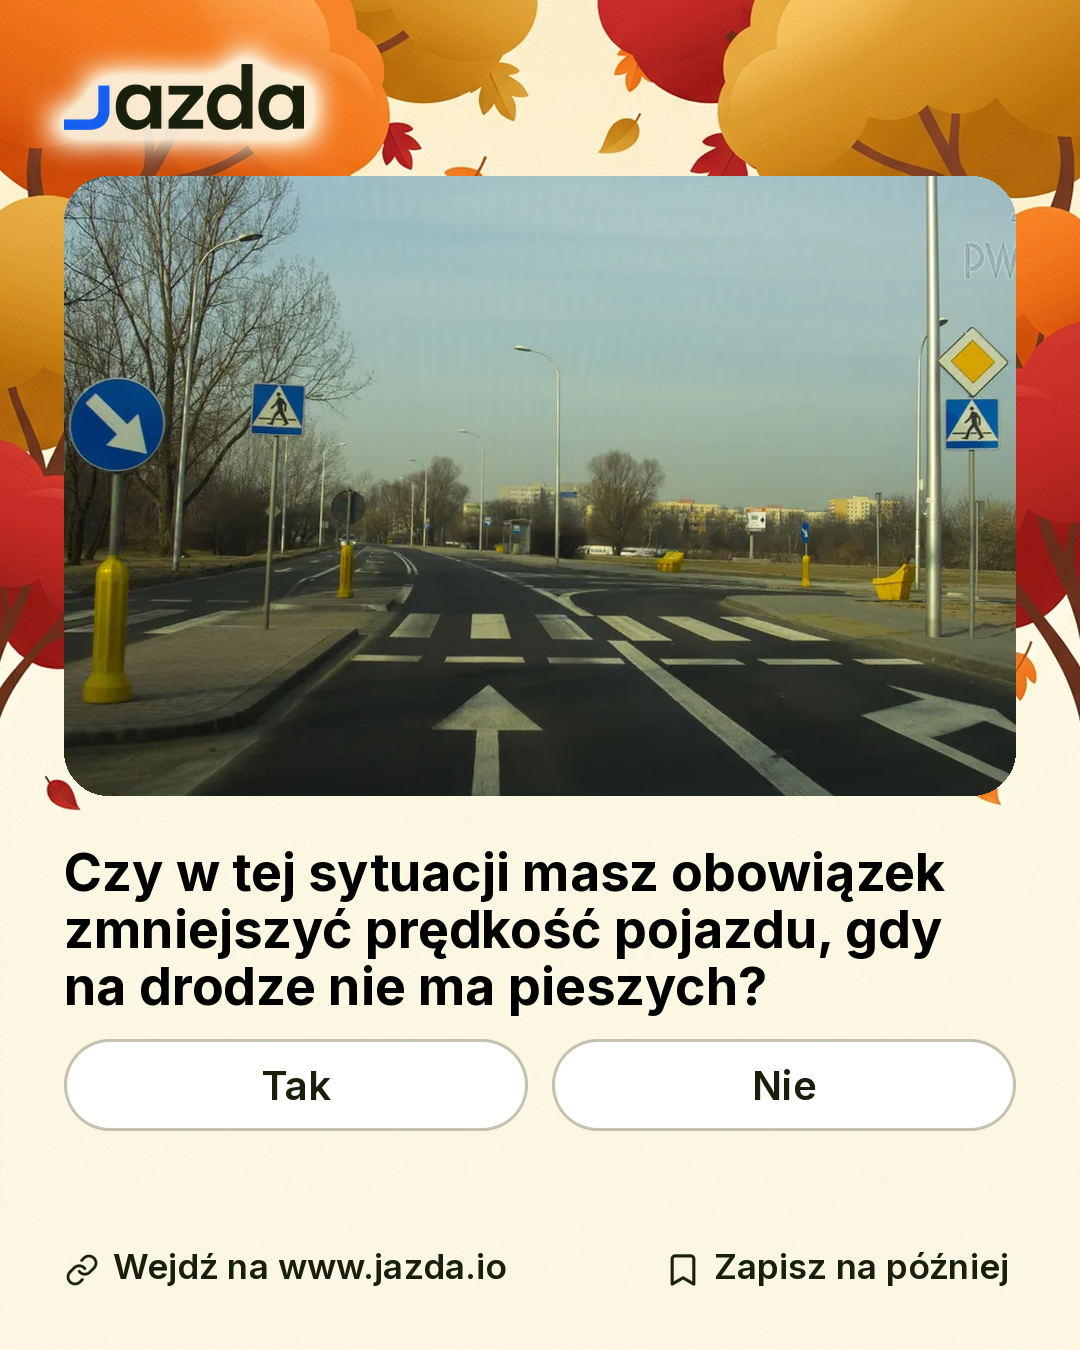 Jazda
PW
Czy w tej sytuacji masz obowiązek
zmniejszyć prędkość pojazdu, gdy
na drodze nie ma pieszych?
Tak
Nie
Wejdź na www.jazda.io
Zapisz na później